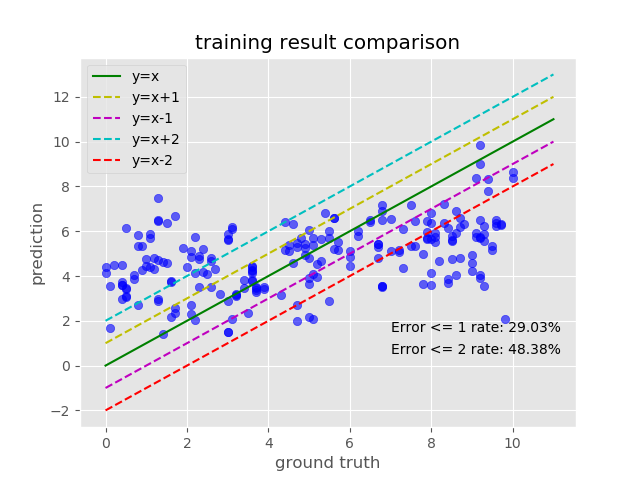 training result comparison
y=x
y=x+1
y=x-1
y=x+2
y=x-2
12
10
8
6
4
2
0
−2
prediction
Error <= 1 rate: 29.03%
Error <= 2 rate: 48.38%
0 2 4 6 8 10
ground truth